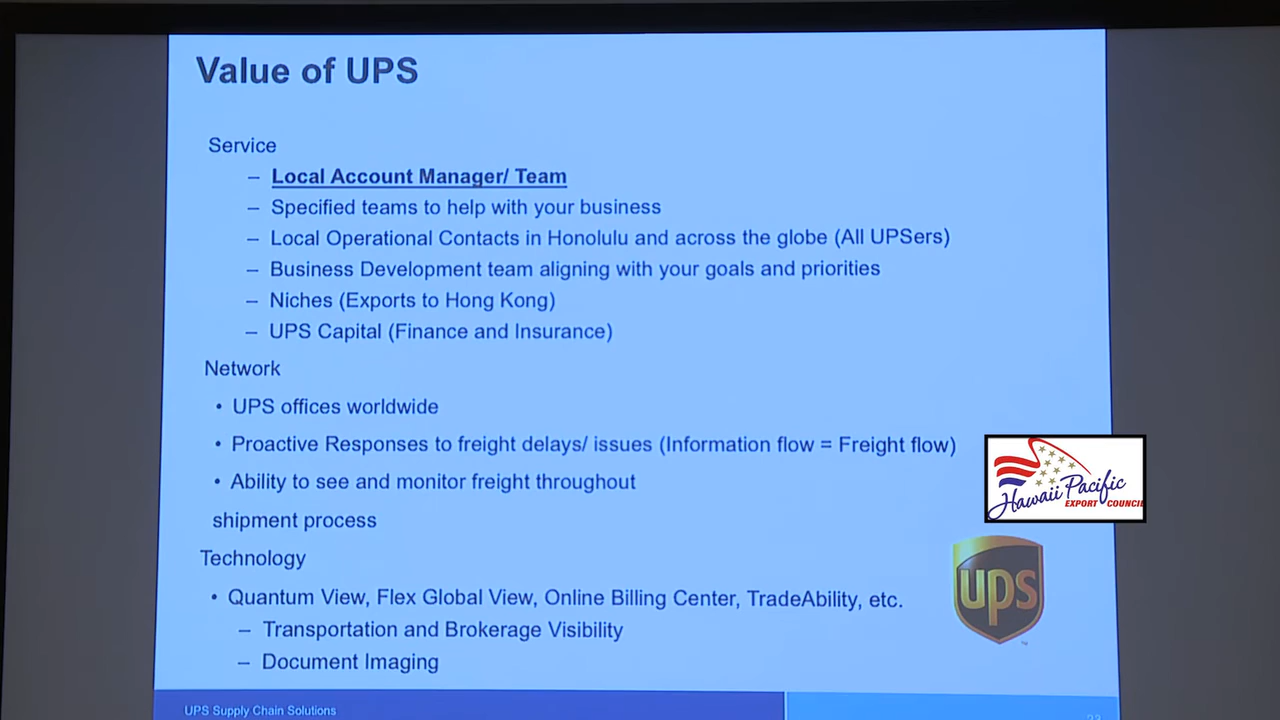 Value of UPS
Service
– Local Account Manager/ Team
– Specified teams to help with your business
– Local Operational Contacts in Honolulu and across the globe (All UPSers)
– Business Development team aligning with your goals and priorities
– Niches (Exports to Hong Kong)
– UPS Capital (Finance and Insurance)
Network
• UPS offices worldwide
• Proactive Responses to freight delays/ issues (Information flow = Freight flow)
• Ability to see and monitor freight throughout
shipment process
Technology
• Quantum View, Flex Global View, Online Billing Center, TradeAbility, etc.
– Transportation and Brokerage Visibility
– Document Imaging
Hawaii Pacific
EXPORT COUNCIL
ups
UPS Supply Chain Solutions